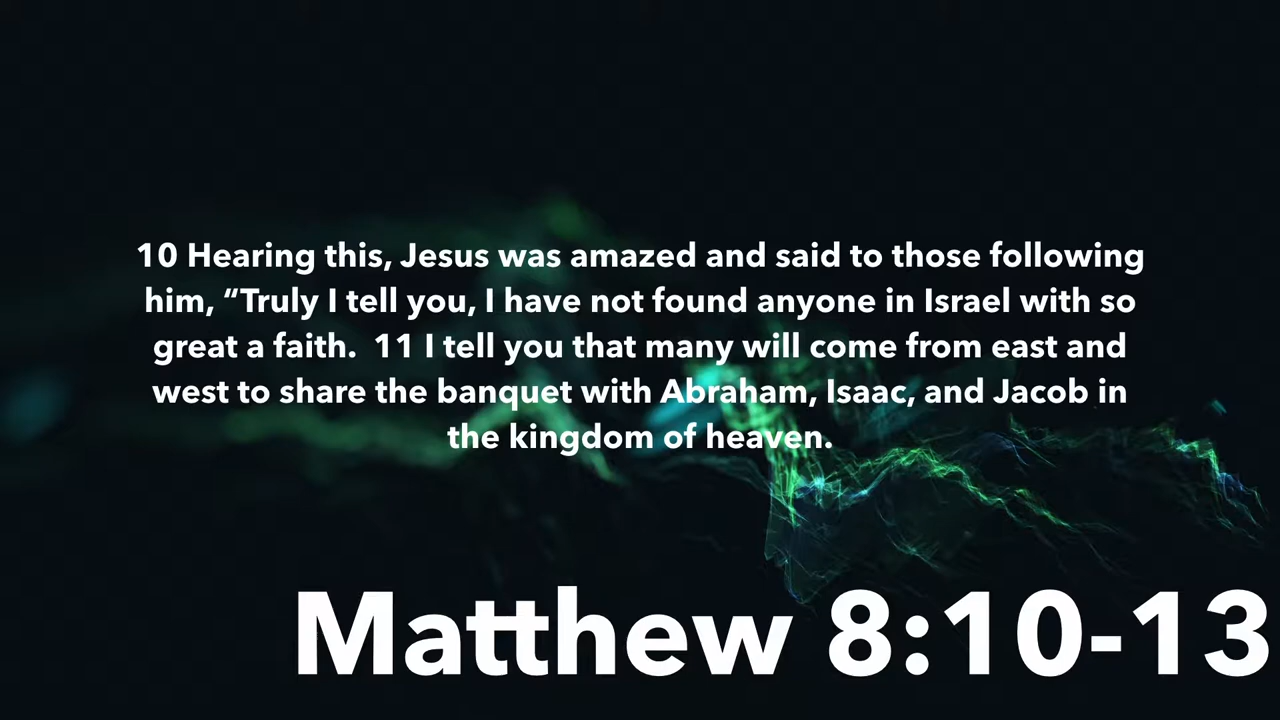 10 Hearing this, Jesus was amazed and said to those following
him, “Truly I tell you, I have not found anyone in Israel with so
great a faith.  11 I tell you that many will come from east and
west to share the banquet with Abraham, Isaac, and Jacob in
the kingdom of heaven.
Matthew 8:10-13